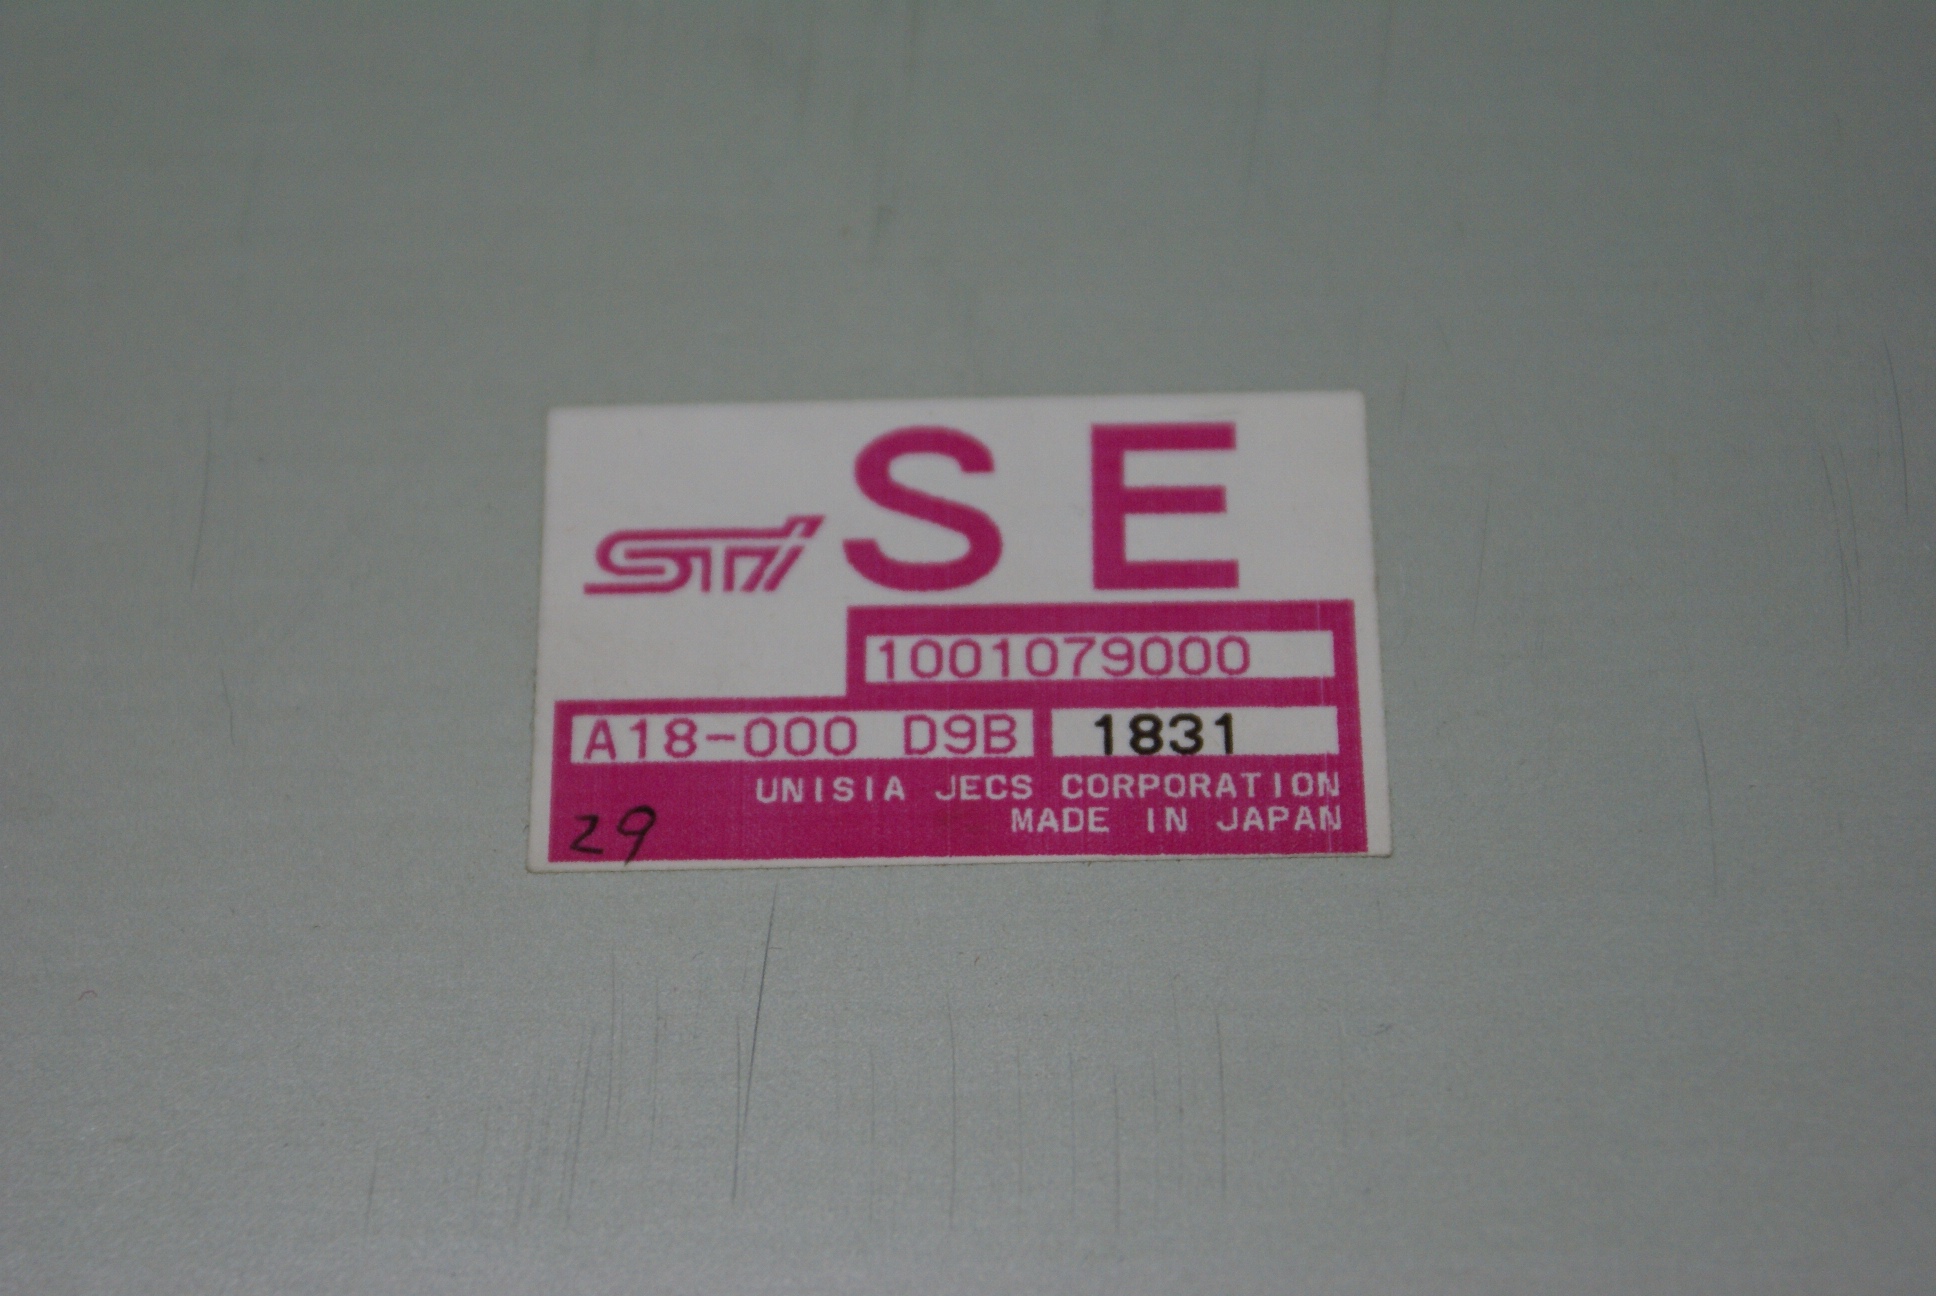 STi SE
1001079000
A18-000 D9B 1831
UNISIA JECS CORPORATION
MADE IN JAPAN
29